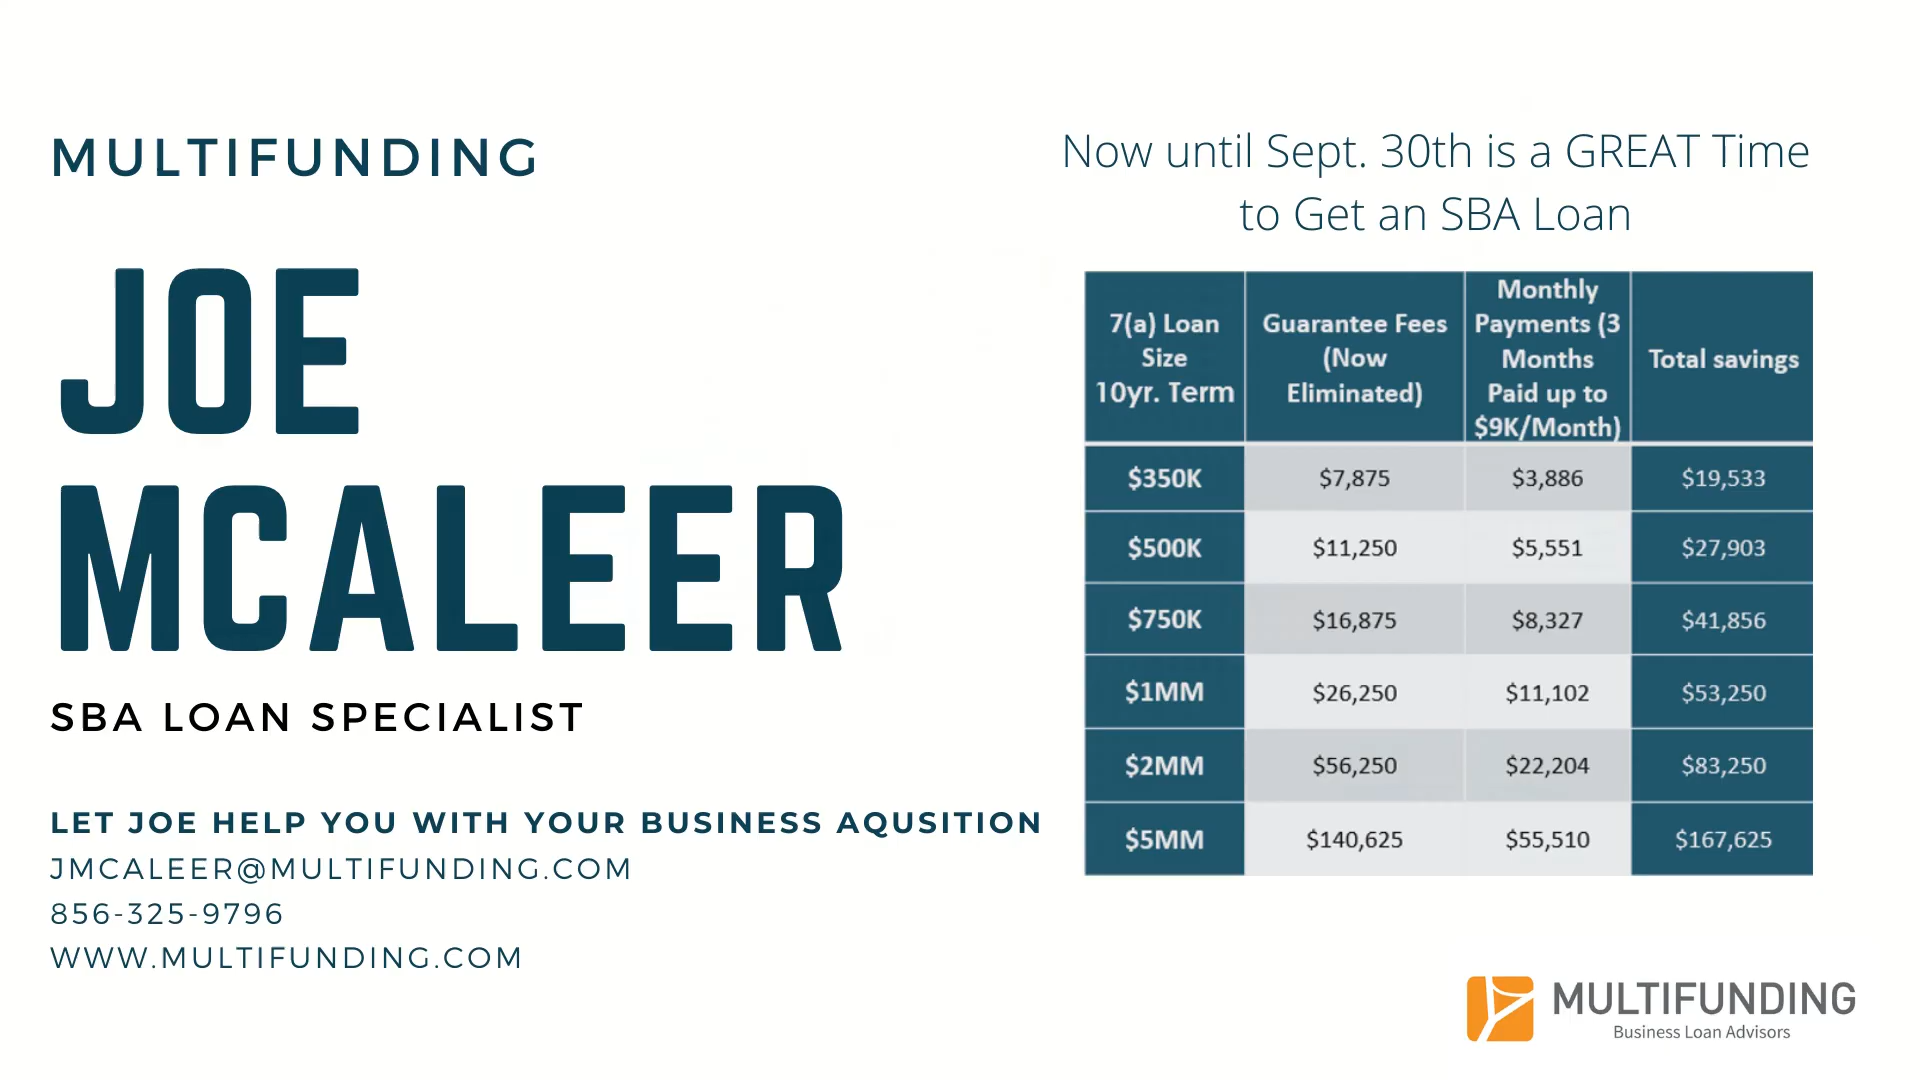 MULTIFUNDING
JOE
MCALEER
SBA LOAN SPECIALIST
LET JOE HELP YOU WITH YOUR BUSINESS AQUSITION
JMCALEER@MULTIFUNDING.COM
856-325-9796
WWW.MULTIFUNDING.COM
Now until Sept. 30th is a GREAT Time
to Get an SBA Loan
7(a) Loan
Size
10yr. Term
Guarantee Fees
(Now
Eliminated)
Monthly
Payments (3
Months
Paid up to
$9K/Month)
Total savings
$350K $7,875 $3,886 $19,533
$500K $11,250 $5,551 $27,903
$750K $16,875 $8,327 $41,856
$1MM $26,250 $11,102 $53,250
$2MM $56,250 $22,204 $83,250
$5MM $140,625 $55,510 $167,625
MULTIFUNDING
Business Loan Advisors